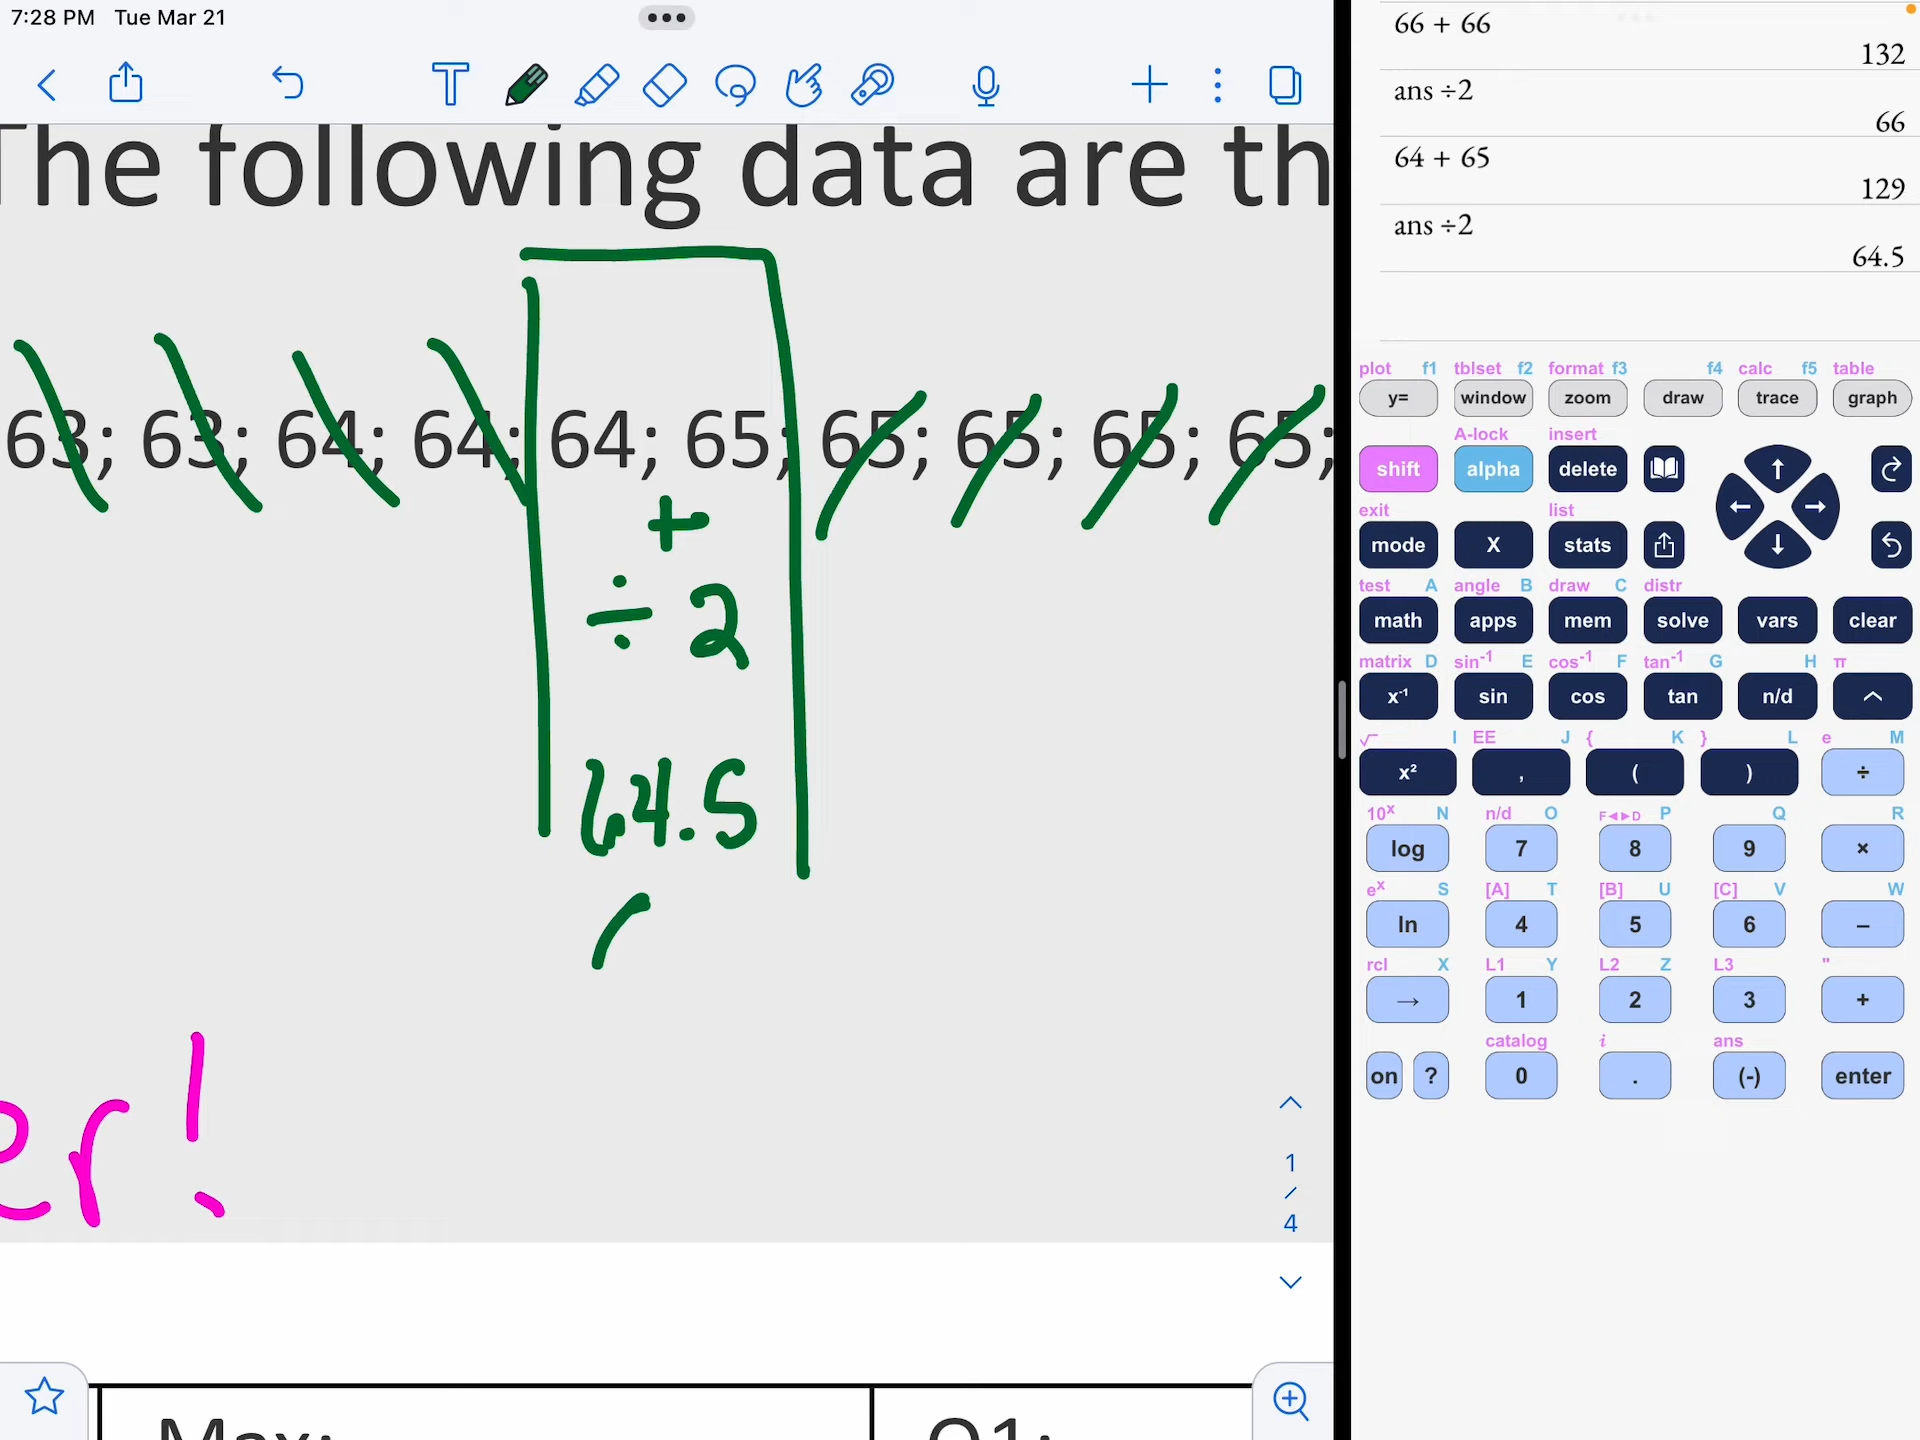 7:28 PM Tue Mar 21
The following data are th
63; 63; 64; 64; 64; 65; 65; 65; 65; 65;
+
÷ 2
64.5
er!
1
/
4
Max:
Q1:
66 + 66
132
ans ÷2
66
64 + 65
129
ans ÷2
64.5
plot f1 tblset f2 format f3 f4 calc f5 table
y= window zoom draw trace graph
A-lock insert
shift alpha delete
exit list
mode X stats
test A angle B draw C distr
math apps mem solve vars clear
matrix D sin-1 E cos-1 F tan-1 G H π
x-1 sin cos tan n/d ^
√ I EE J { K } L e M
x² , ( ) ÷
10x N n/d O F◄►D P Q R
log 7 8 9 ×
ex S [A] T [B] U [C] V W
ln 4 5 6 −
rcl X L1 Y L2 Z L3 "
→ 1 2 3 +
catalog i ans
on ? 0 . (-) enter